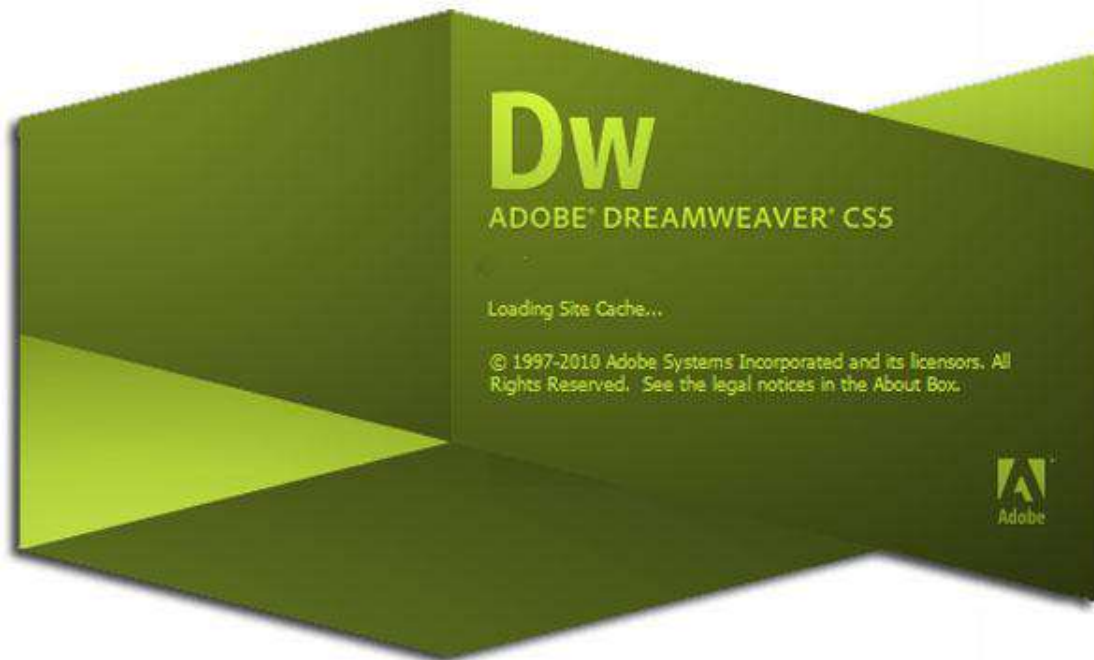 Dw
ADOBE® DREAMWEAVER® CS5
Loading Site Cache...
© 1997-2010 Adobe Systems Incorporated and its licensors. All
Rights Reserved.  See the legal notices in the About Box.
Adobe